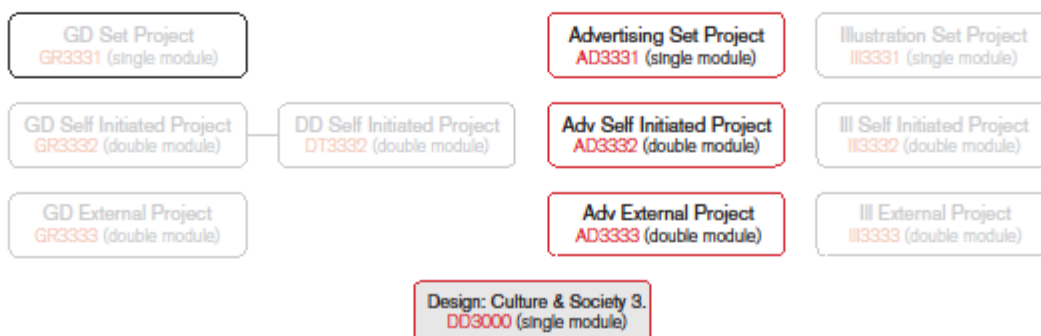 GD Set Project
GR3331 (single module)
Advertising Set Project
AD3331 (single module)
Illustration Set Project
Ill3331 (single module)
GD Self Initiated Project
GR3332 (double module)
DD Self Initiated Project
DT3332 (double module)
Adv Self Initiated Project
AD3332 (double module)
Ill Self Initiated Project
Ill3332 (double module)
GD External Project
GR3333 (double module)
Adv External Project
AD3333 (double module)
Ill External Project
Ill3333 (double module)
Design: Culture & Society 3.
DD3000 (single module)